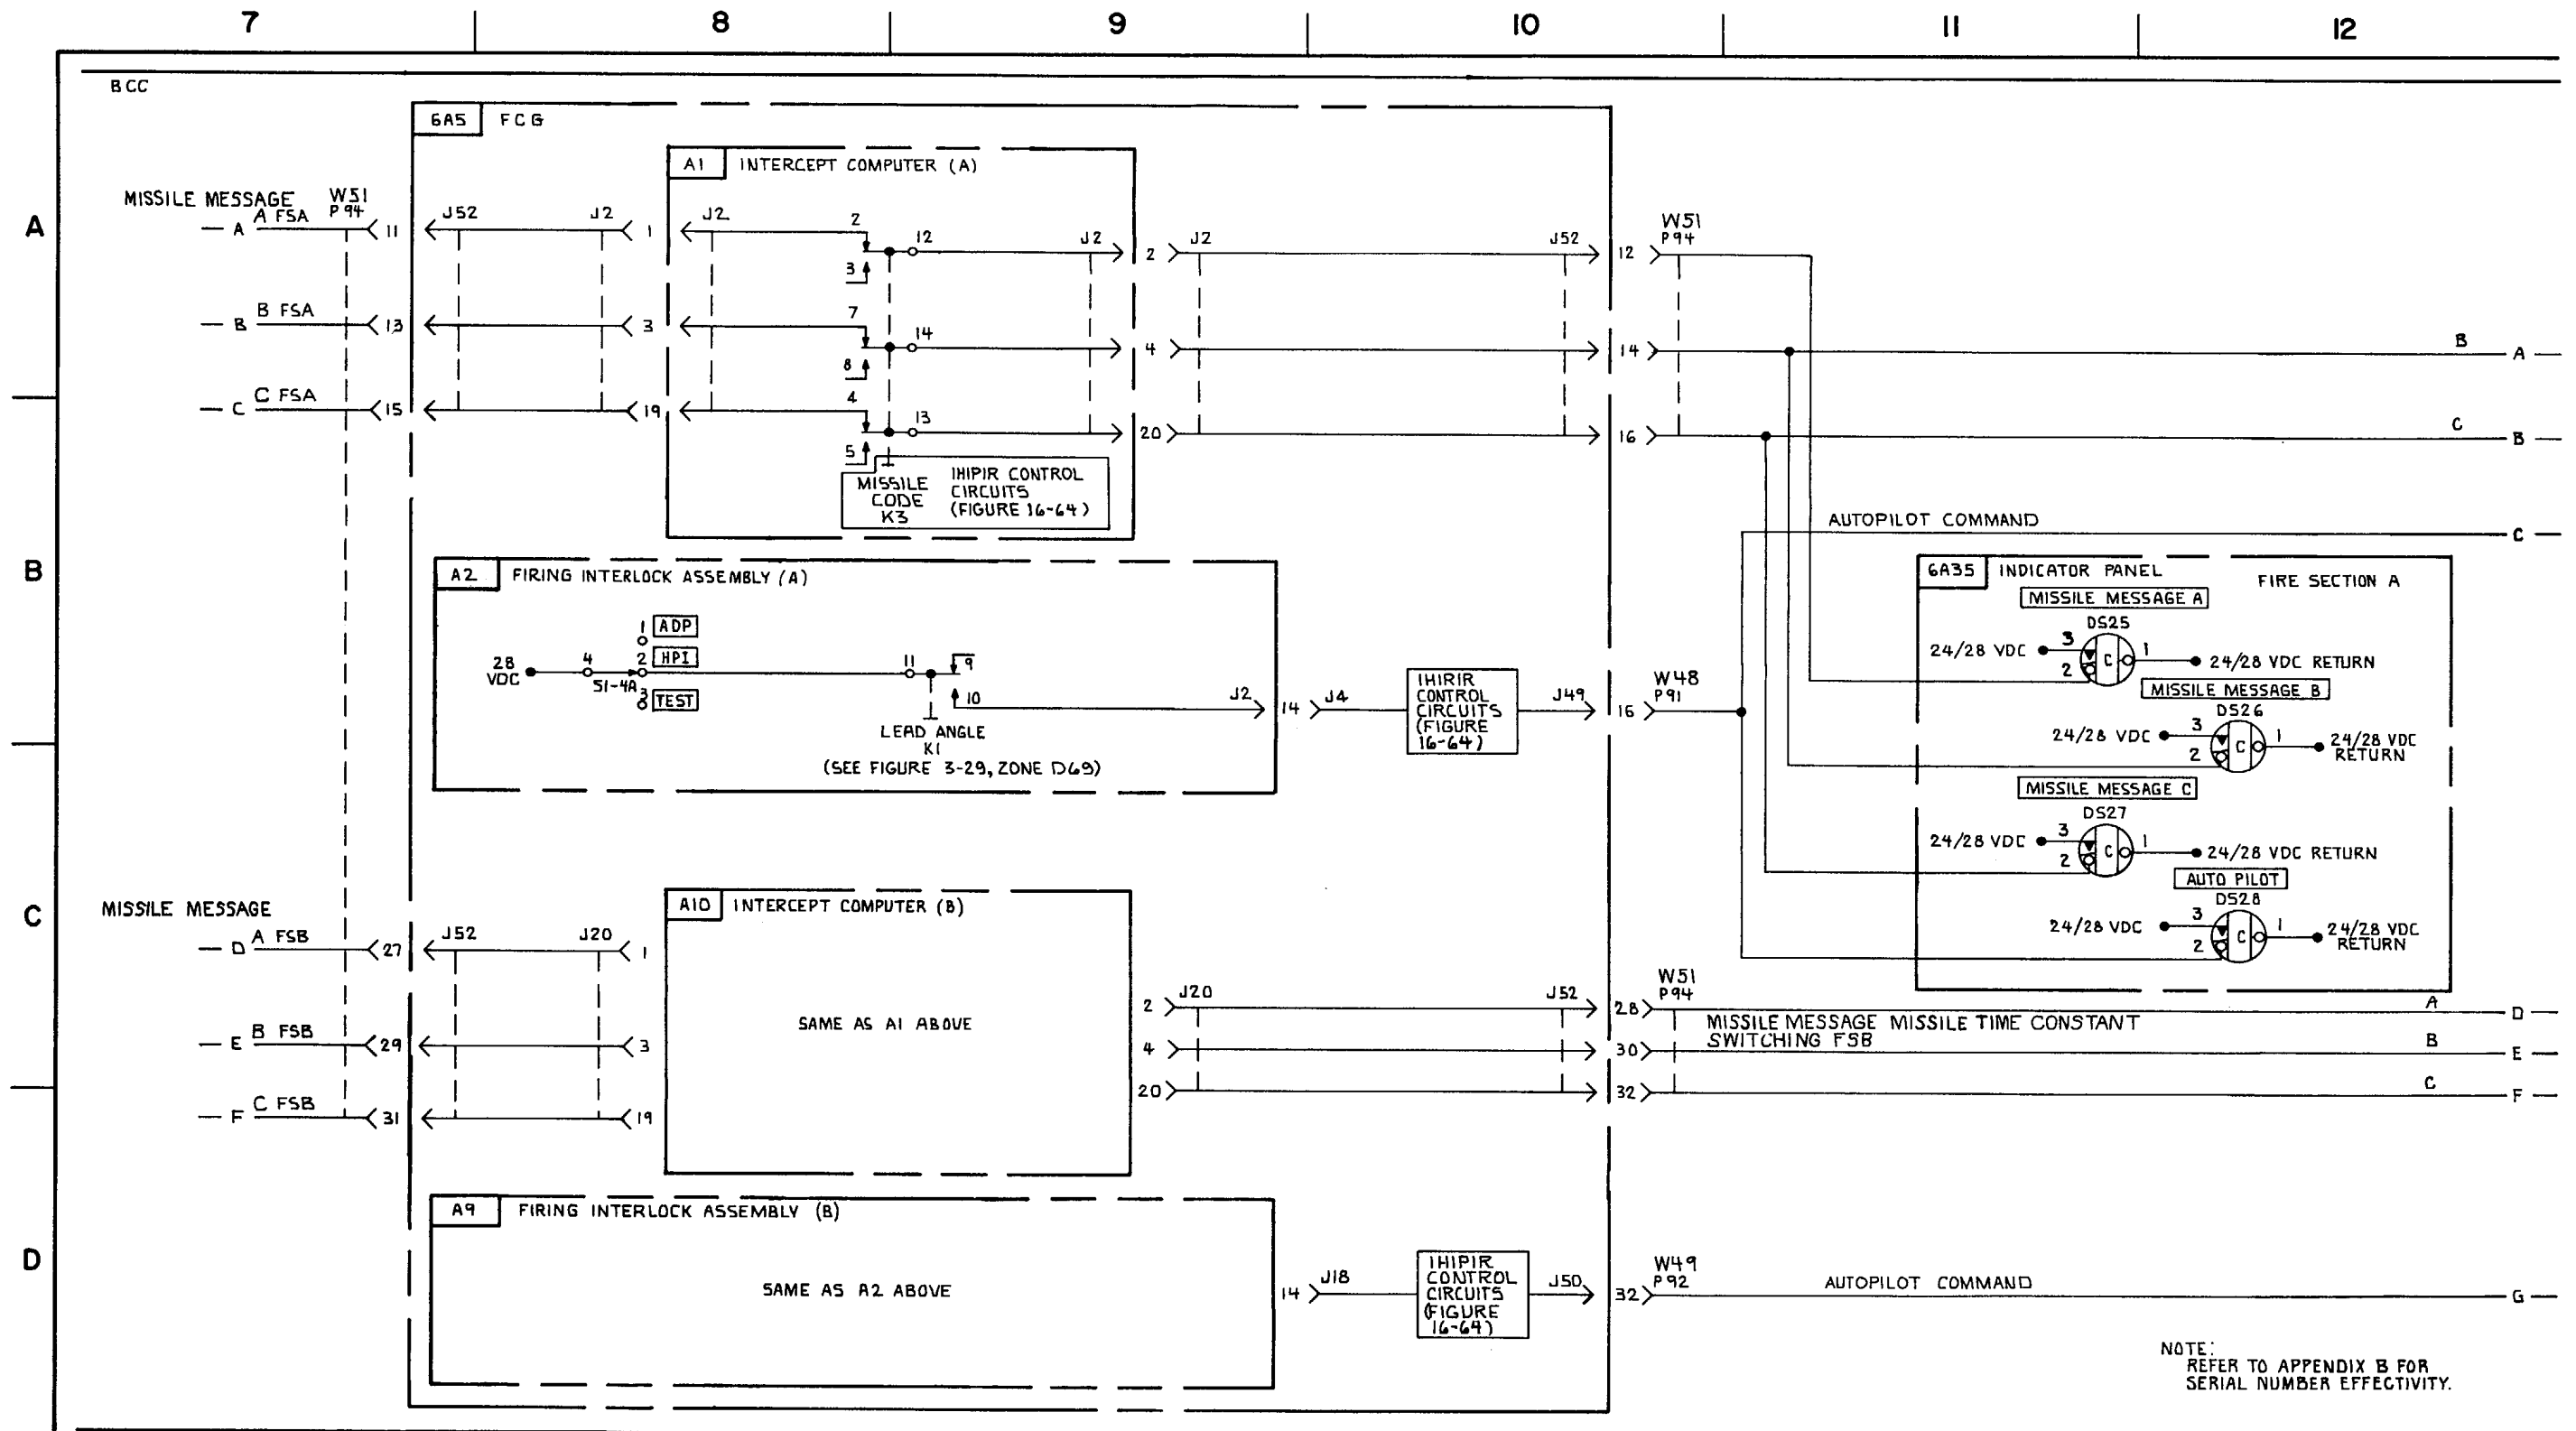 7 8 9 10 11 12
BCC
6A5 FCG
A1 INTERCEPT COMPUTER (A)
MISSILE MESSAGE W51
P94
A
A A FSA 11 J52 J2 1 J2 2 12 J2 2 J2 J52 12 W51
P94
3
B B FSA 13 3 7 14 4 14 B A
8
C C FSA 15 19 4 13 20 16 C B
5
MISSILE
CODE
K3
IHIPIR CONTROL
CIRCUITS
(FIGURE 16-64)
AUTOPILOT COMMAND C
B
A2 FIRING INTERLOCK ASSEMBLY (A)
1 ADP
28
VDC
4 2 HPI 11 9
S1-4A
3 TEST
10 J2 14 J4
LEAD ANGLE
K1
(SEE FIGURE 3-29, ZONE D69)
IHIRIR
CONTROL
CIRCUITS
(FIGURE
16-64)
J49 16 W48
P91
6A35 INDICATOR PANEL FIRE SECTION A
MISSILE MESSAGE A
DS25
24/28 VDC 3 C 1 24/28 VDC RETURN
2
MISSILE MESSAGE B
DS26
24/28 VDC 3 C 1 24/28 VDC
RETURN
2
MISSILE MESSAGE C
DS27
24/28 VDC 3 C 1 24/28 VDC RETURN
2
AUTO PILOT
DS28
24/28 VDC 3 C 1 24/28 VDC
RETURN
2
C
MISSILE MESSAGE
A10 INTERCEPT COMPUTER (B)
D A FSB 27 J52 J20 1
E B FSB 29 3
F C FSB 31 19
SAME AS A1 ABOVE
2 J20 J52 28 W51
P94
A D
MISSILE MESSAGE MISSILE TIME CONSTANT
SWITCHING FSB
4 30 B E
20 32 C F
D
A9 FIRING INTERLOCK ASSEMBLY (B)
SAME AS A2 ABOVE
14 J18
IHIPIR
CONTROL
CIRCUITS
(FIGURE
16-64)
J50 32 W49
P92
AUTOPILOT COMMAND G
NOTE:
REFER TO APPENDIX B FOR
SERIAL NUMBER EFFECTIVITY.